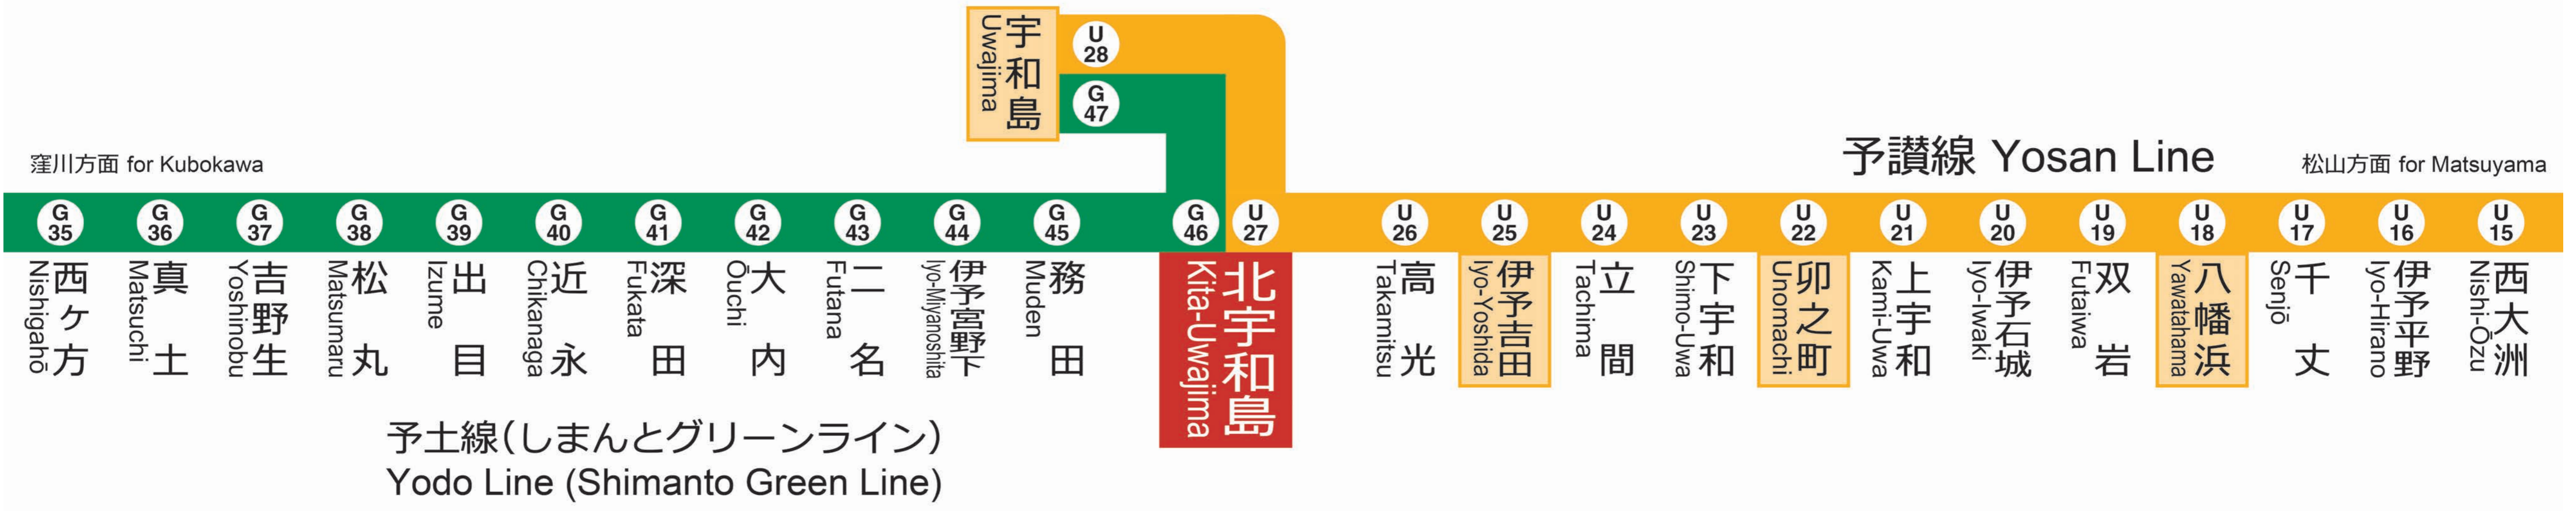 宇和島
Uwajima
U
28
G
47
窪川方面 for Kubokawa
予讃線 Yosan Line
松山方面 for Matsuyama
G
35
G
36
G
37
G
38
G
39
G
40
G
41
G
42
G
43
G
44
G
45
G
46
U
27
U
26
U
25
U
24
U
23
U
22
U
21
U
20
U
19
U
18
U
17
U
16
U
15
西ケ方
Nishigahō
真土
Matsuchi
吉野生
Yoshinobu
松丸
Matsumaru
出目
Izume
近永
Chikanaga
深田
Fukata
大内
Ōuchi
二名
Futana
伊予宮野下
Iyo-Miyanoshita
務田
Muden
北宇和島
Kita-Uwajima
高光
Takamitsu
伊予吉田
Iyo-Yoshida
立間
Tachima
下宇和
Shimo-Uwa
卯之町
Unomachi
上宇和
Kami-Uwa
伊予石城
Iyo-Iwaki
双岩
Futaiwa
八幡浜
Yawatahama
千丈
Senjō
伊予平野
Iyo-Hirano
西大洲
Nishi-Ōzu
予土線(しまんとグリーンライン)
Yodo Line (Shimanto Green Line)